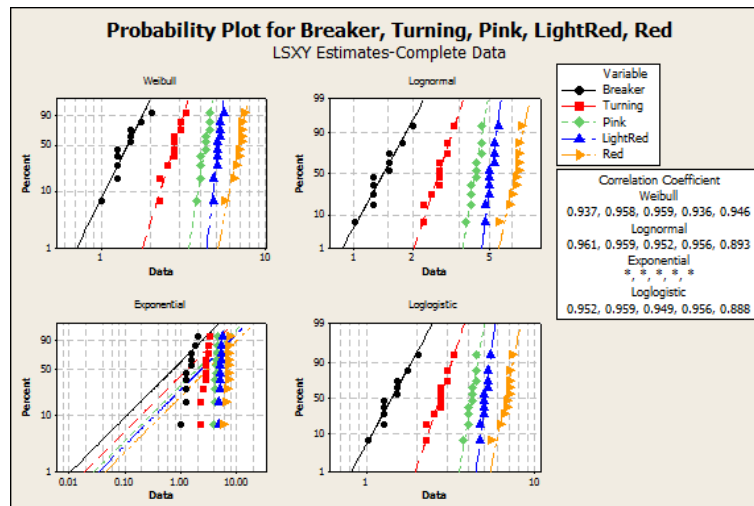 Probability Plot for Breaker, Turning, Pink, LightRed, Red
LSXY Estimates-Complete Data
Weibull
Percent
90
50
10
1
1
10
Data
Lognormal
Percent
99
90
50
10
1
1
2
5
Data
Exponential
Percent
90
50
10
1
0.01
0.10
1.00
10.00
Data
Loglogistic
Percent
99
90
50
10
1
1
10
Data
Variable
Breaker
Turning
Pink
LightRed
Red
Correlation Coefficient
Weibull
0.937, 0.958, 0.959, 0.936, 0.946
Lognormal
0.961, 0.959, 0.952, 0.956, 0.893
Exponential
*, *, *, *, *
Loglogistic
0.952, 0.959, 0.949, 0.956, 0.888